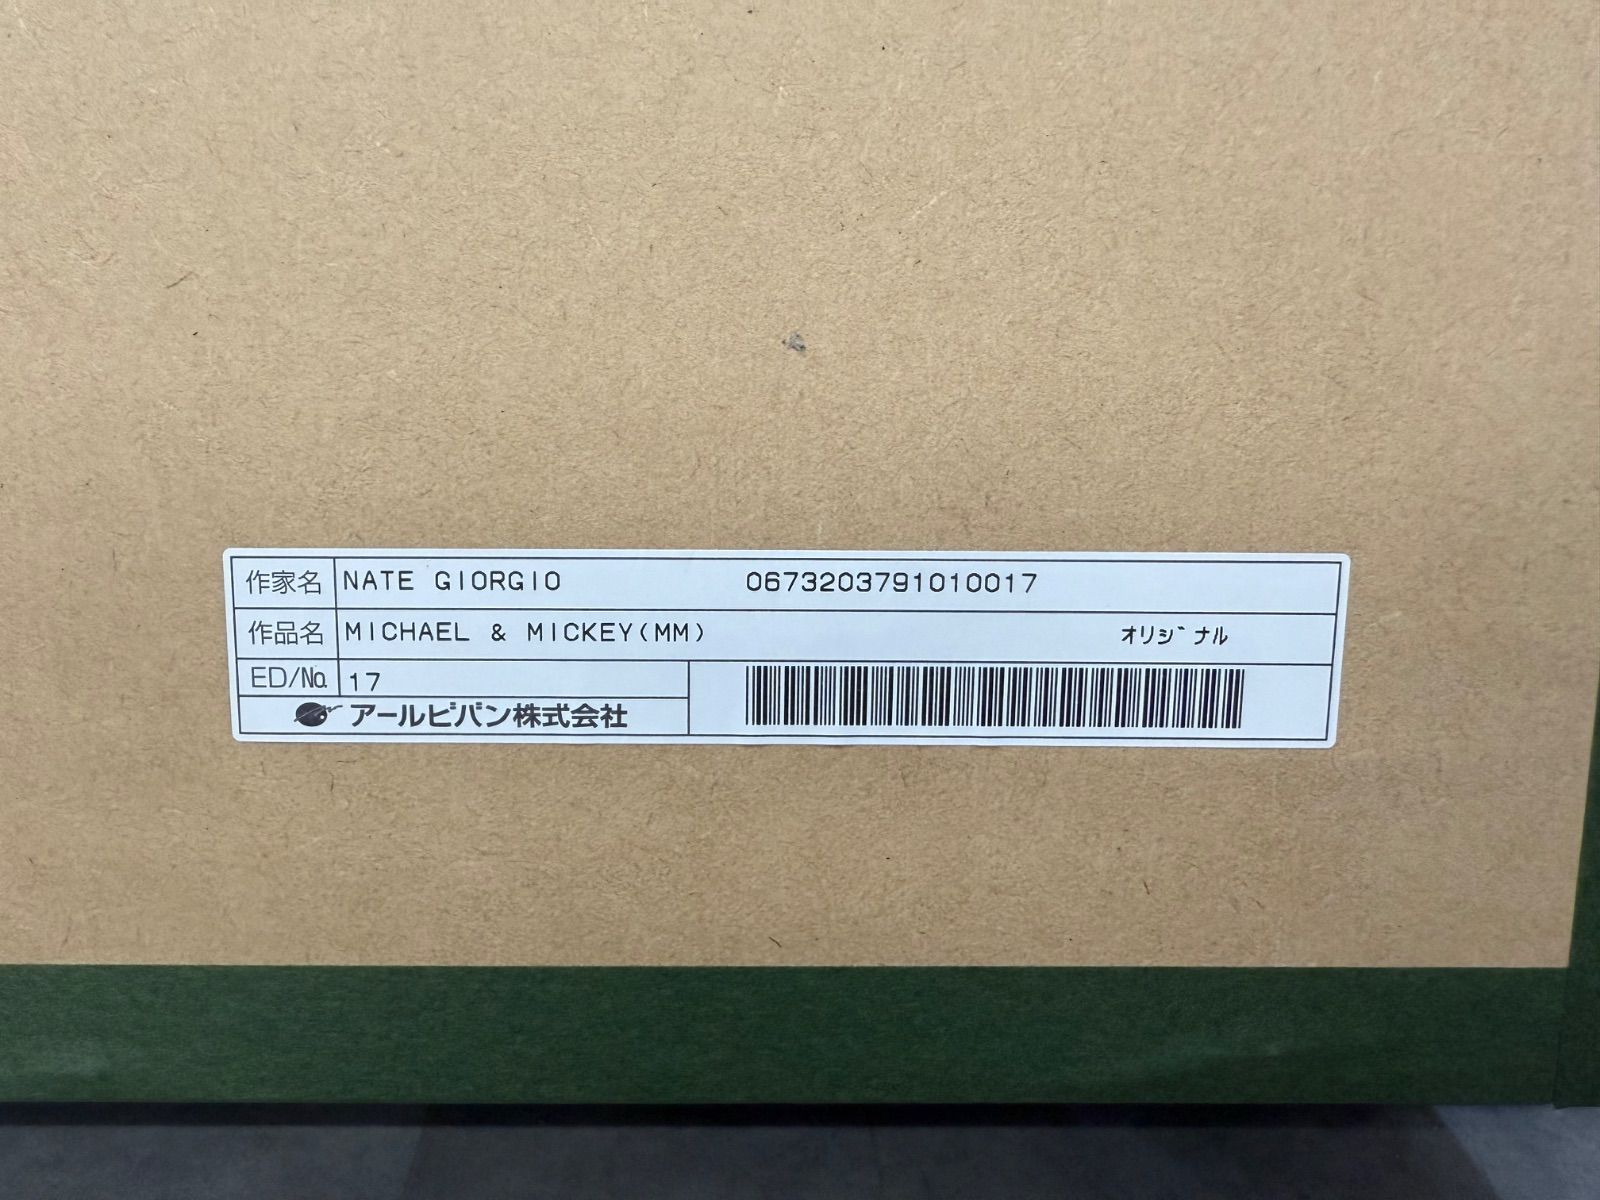 作家名 NATE GIORGIO 0673203791010017
作品名 MICHAEL & MICKEY(MM) ｵﾘｼﾞﾅﾙ
ED/№ 17
アールビバン株式会社